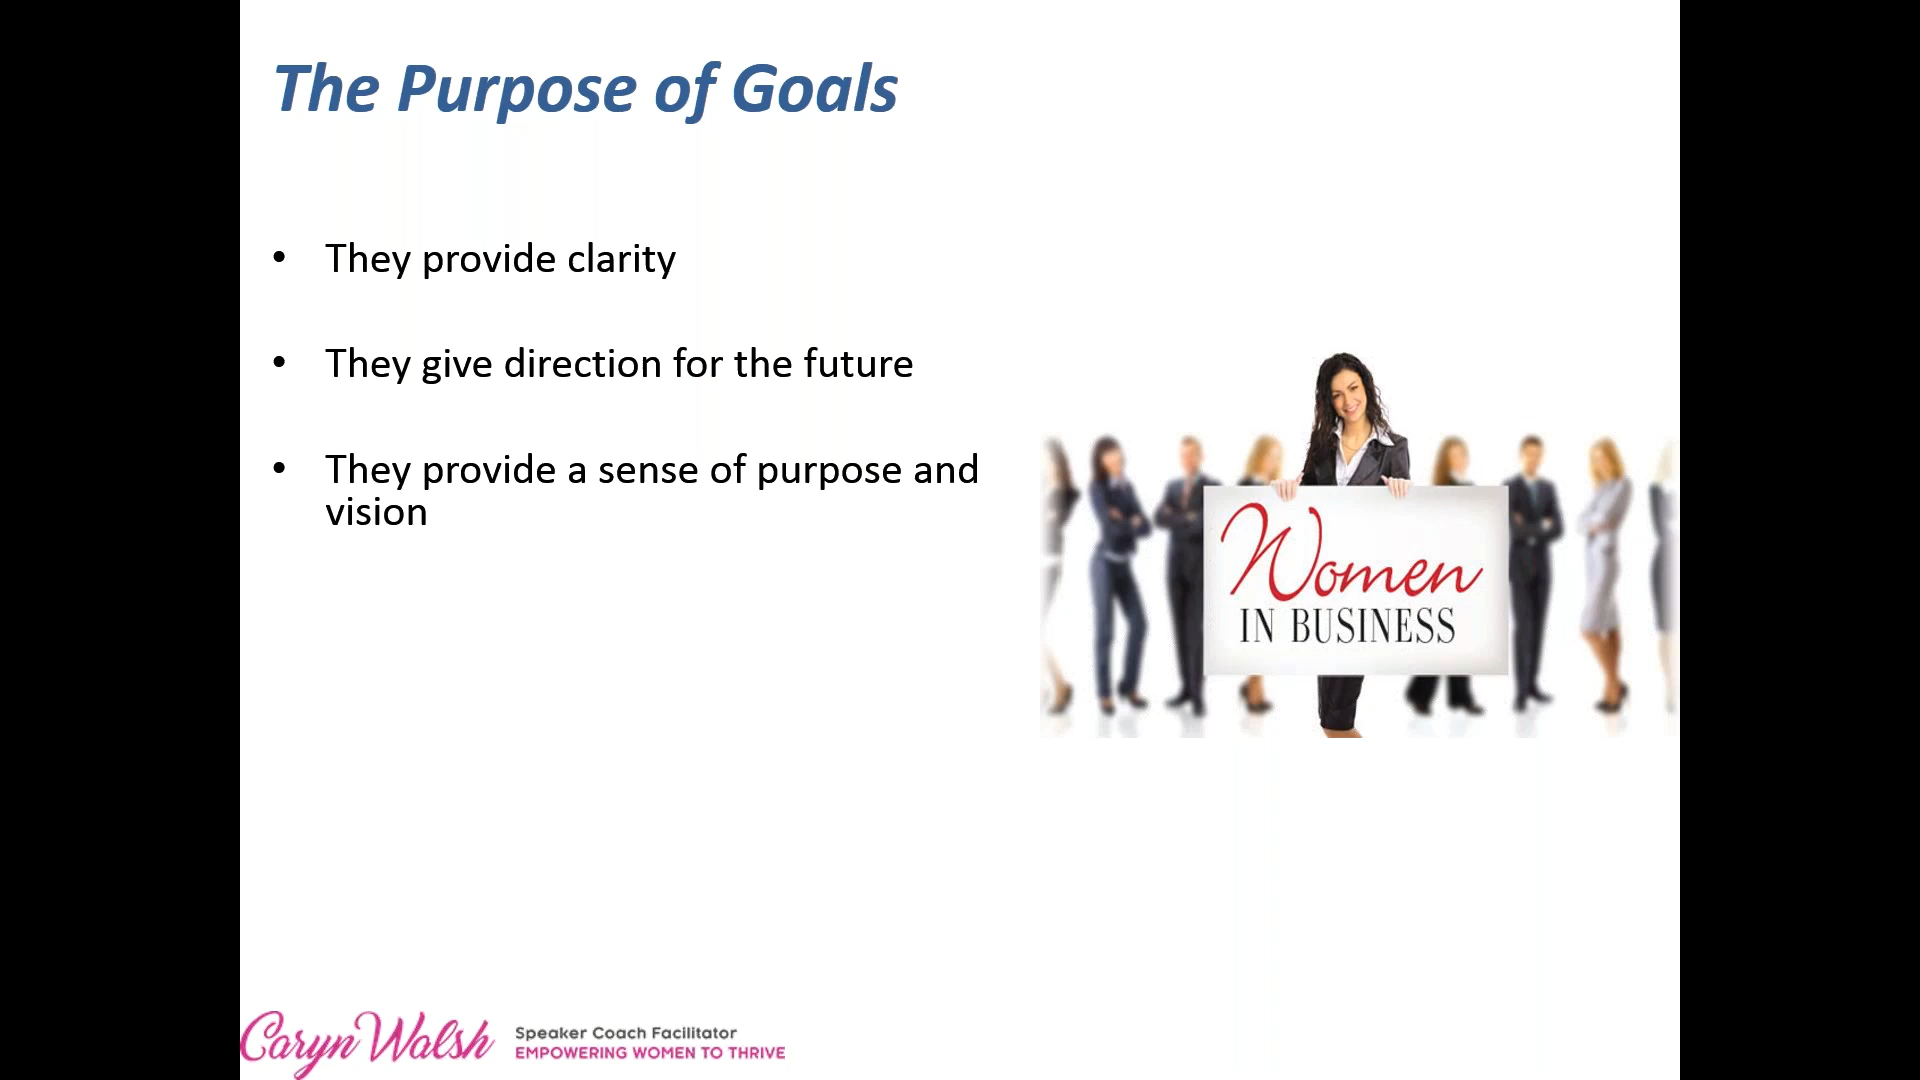 The Purpose of Goals
• They provide clarity
• They give direction for the future
• They provide a sense of purpose and
vision
Women
IN BUSINESS
Caryn Walsh
Speaker Coach Facilitator
EMPOWERING WOMEN TO THRIVE